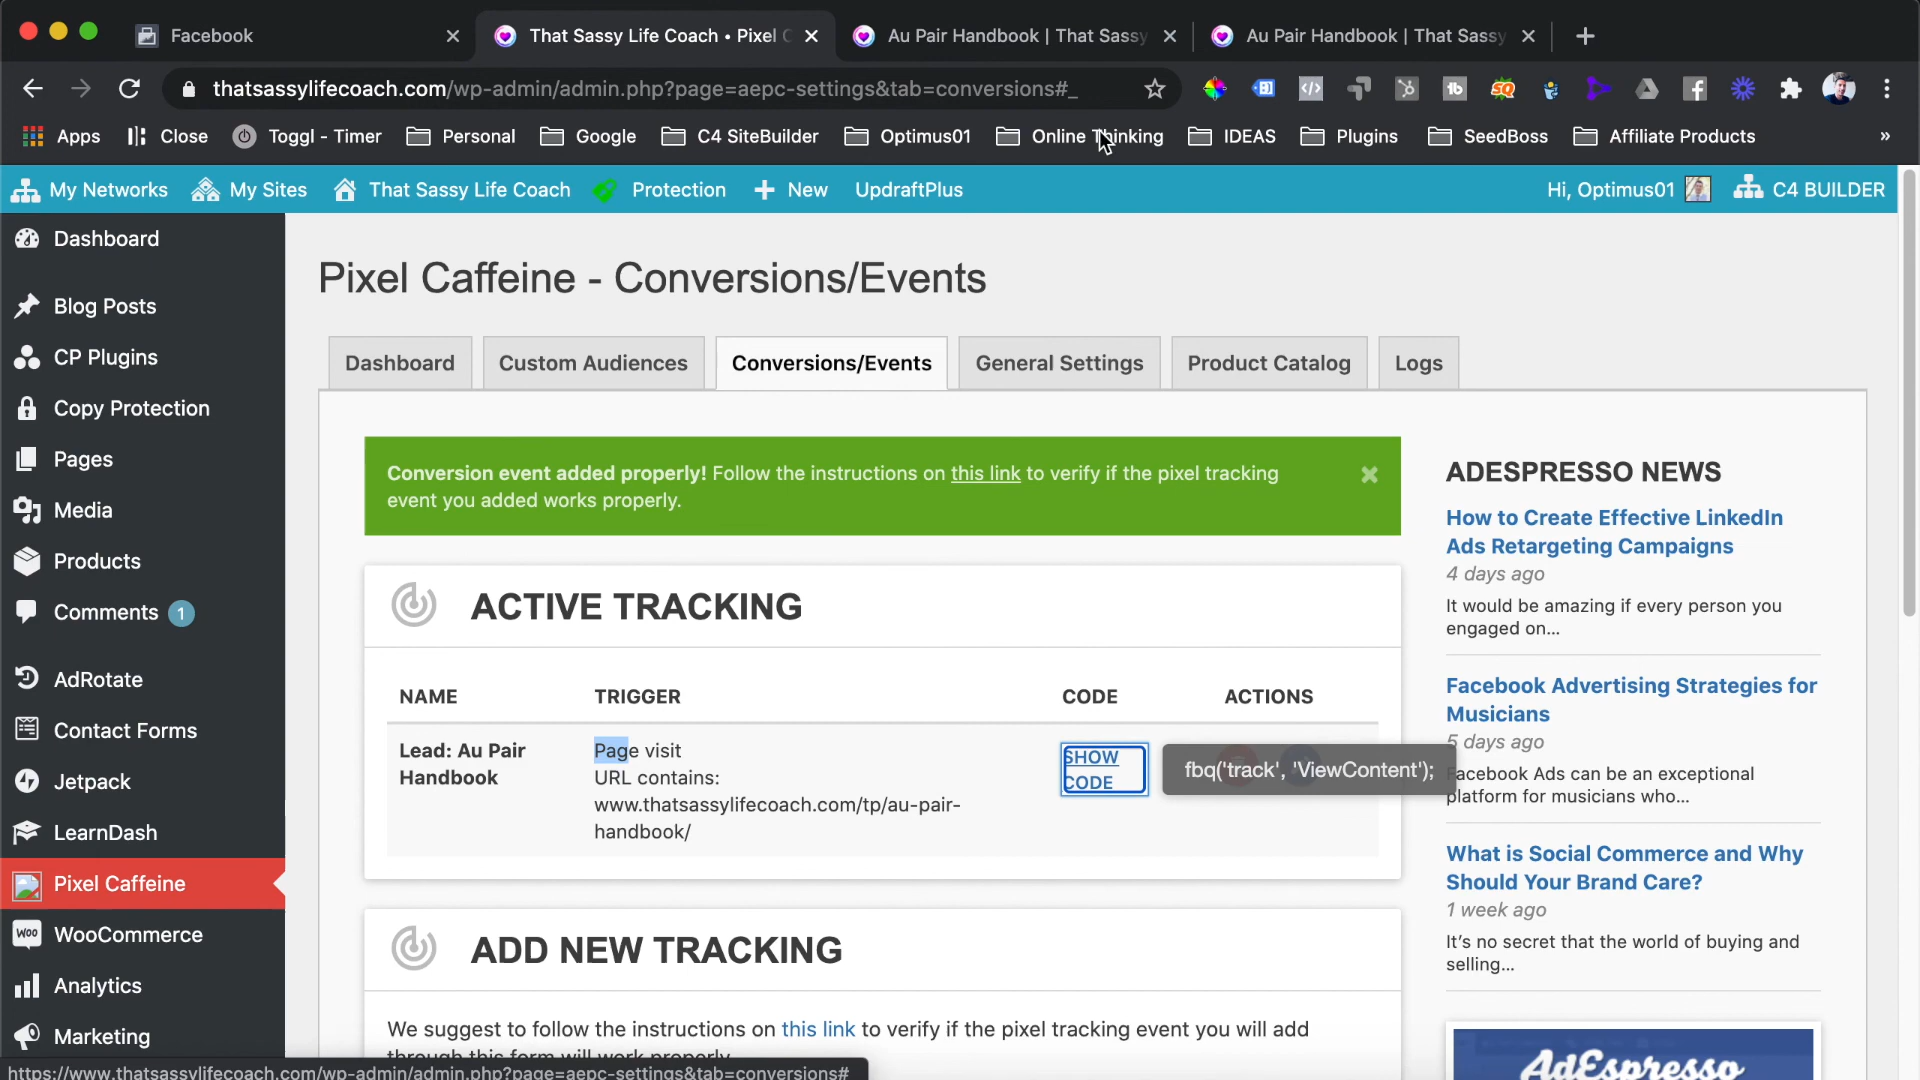 Facebook
That Sassy Life Coach • Pixel C
Au Pair Handbook | That Sassy
Au Pair Handbook | That Sassy
thatsassylifecoach.com/wp-admin/admin.php?page=aepc-settings&tab=conversions#_
Apps
Close
Toggl - Timer
Personal
Google
C4 SiteBuilder
Optimus01
Online Thinking
IDEAS
Plugins
SeedBoss
Affiliate Products
»
My Networks
My Sites
That Sassy Life Coach
Protection
New
UpdraftPlus
Hi, Optimus01
C4 BUILDER
Dashboard
Blog Posts
CP Plugins
Copy Protection
Pages
Media
Products
Comments 1
AdRotate
Contact Forms
Jetpack
LearnDash
Pixel Caffeine
WooCommerce
Analytics
Marketing
Pixel Caffeine - Conversions/Events
Dashboard
Custom Audiences
Conversions/Events
General Settings
Product Catalog
Logs
Conversion event added properly! Follow the instructions on this link to verify if the pixel tracking
event you added works properly.
ACTIVE TRACKING
NAME
TRIGGER
CODE
ACTIONS
Lead: Au Pair
Handbook
Page visit
URL contains:
www.thatsassylifecoach.com/tp/au-pair-
handbook/
SHOW
CODE
fbq('track', 'ViewContent');
ADD NEW TRACKING
We suggest to follow the instructions on this link to verify if the pixel tracking event you will add
through this form will work properly.
ADESPRESSO NEWS
How to Create Effective LinkedIn
Ads Retargeting Campaigns
4 days ago
It would be amazing if every person you
engaged on...
Facebook Advertising Strategies for
Musicians
5 days ago
Facebook Ads can be an exceptional
platform for musicians who...
What is Social Commerce and Why
Should Your Brand Care?
1 week ago
It's no secret that the world of buying and
selling...
AdEspresso
https://www.thatsassylifecoach.com/wp-admin/admin.php?page=aepc-settings&tab=conversions#